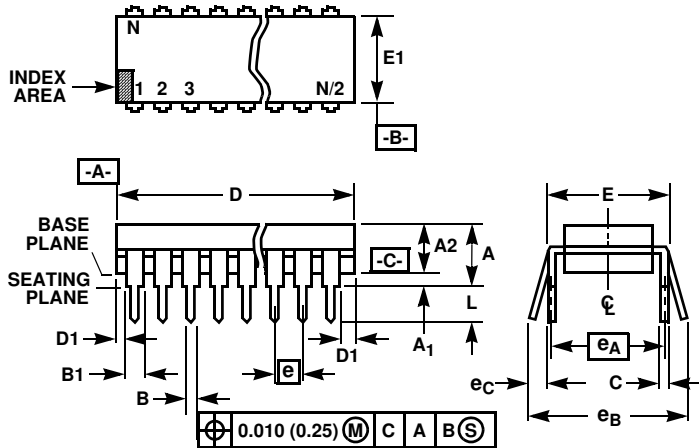 N
E1
INDEX
AREA
1 2 3 N/2
-B-
-A-
D
E
BASE
PLANE
A2
A
-C-
SEATING
PLANE
L
℄
D1
A1
D1
eA
B1
e
eC
C
B
eB
⌖ 0.010 (0.25) Ⓜ C A B Ⓢ